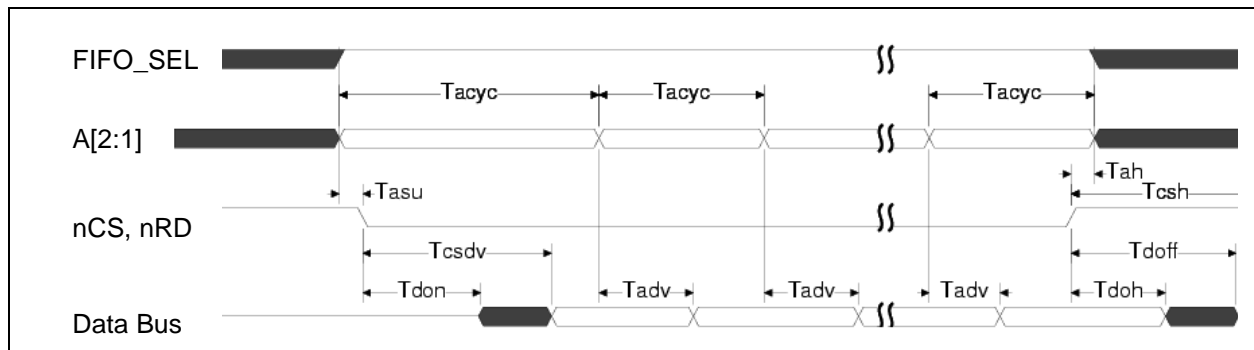 FIFO_SEL
Tacyc Tacyc Tacyc
A[2:1]
Tah
Tasu Tcsh
nCS, nRD
Tcsdv Tdoff
Tdon Tadv Tadv Tadv Tdoh
Data Bus